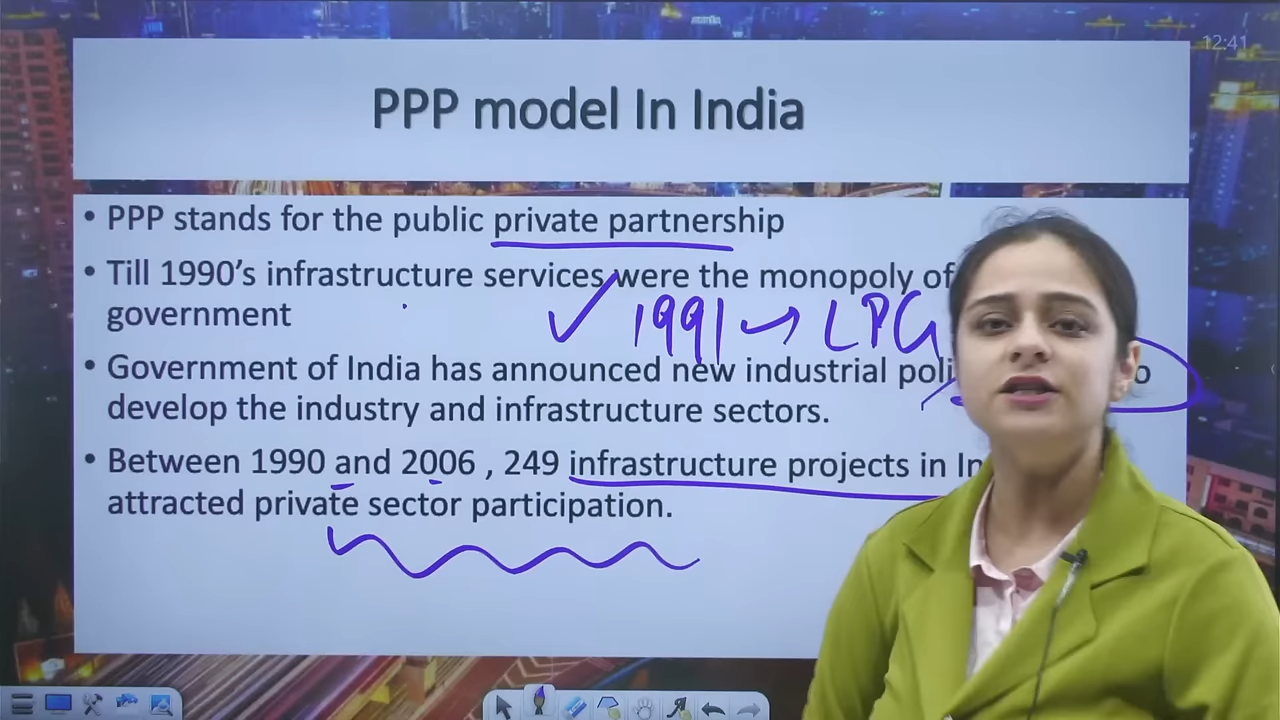 12:41
PPP model In India
• PPP stands for the public private partnership
• Till 1990's infrastructure services were the monopoly of
government
✓ 1991 → LPG
• Government of India has announced new industrial poli
develop the industry and infrastructure sectors.
• Between 1990 and 2006 , 249 infrastructure projects in In
attracted private sector participation.